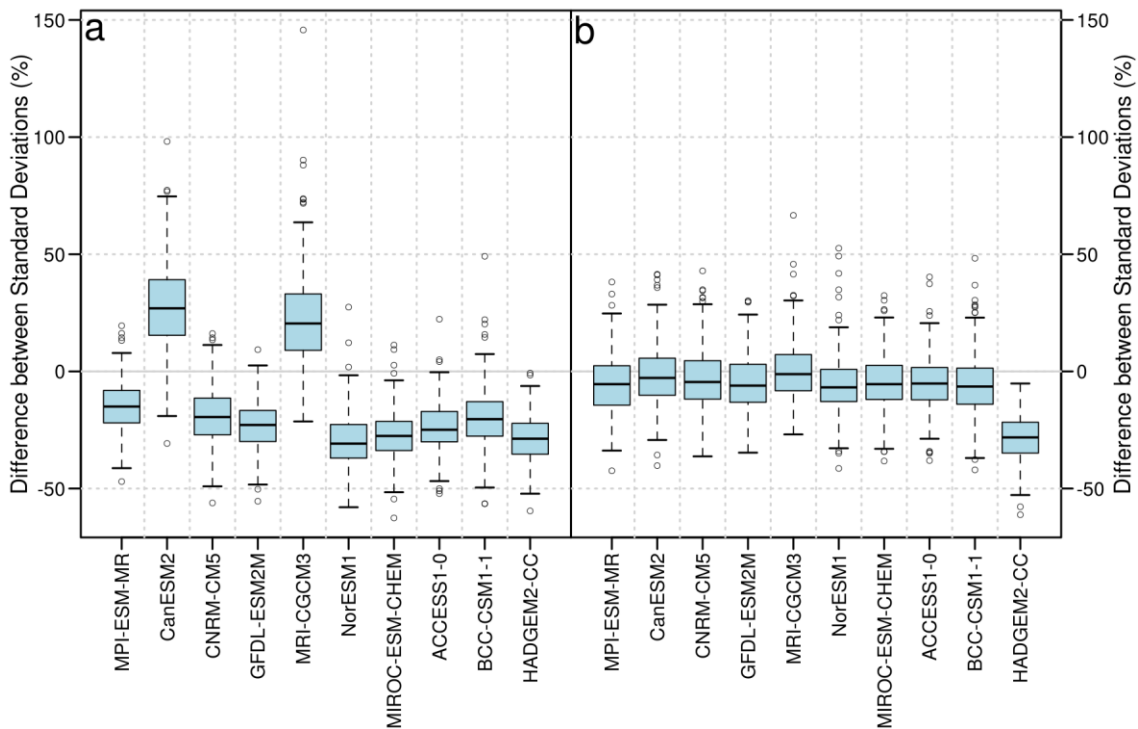 a
b
Difference between Standard Deviations (%)
150
100
50
0
-50
150
100
50
0
-50
Difference between Standard Deviations (%)
MPI-ESM-MR
CanESM2
CNRM-CM5
GFDL-ESM2M
MRI-CGCM3
NorESM1
MIROC-ESM-CHEM
ACCESS1-0
BCC-CSM1-1
HADGEM2-CC
MPI-ESM-MR
CanESM2
CNRM-CM5
GFDL-ESM2M
MRI-CGCM3
NorESM1
MIROC-ESM-CHEM
ACCESS1-0
BCC-CSM1-1
HADGEM2-CC